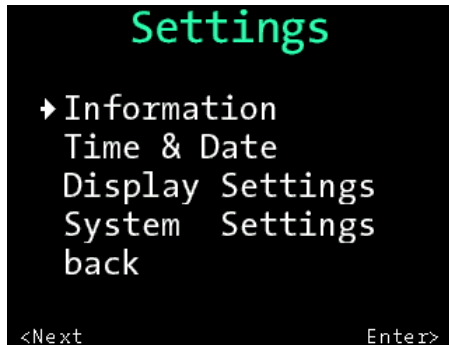 Settings
Information
Time & Date
Display Settings
System  Settings
back
<Next Enter>